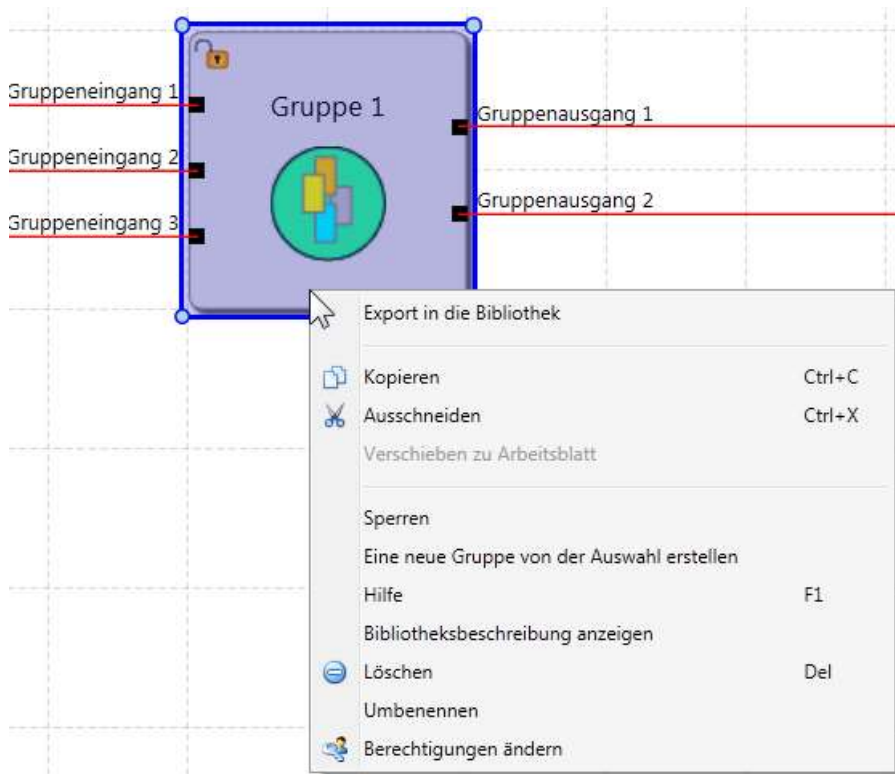 Gruppeneingang 1
Gruppeneingang 2
Gruppeneingang 3
Gruppe 1
Gruppenausgang 1
Gruppenausgang 2
Export in die Bibliothek
Kopieren Ctrl+C
Ausschneiden Ctrl+X
Verschieben zu Arbeitsblatt
Sperren
Eine neue Gruppe von der Auswahl erstellen
Hilfe F1
Bibliotheksbeschreibung anzeigen
Löschen Del
Umbenennen
Berechtigungen ändern